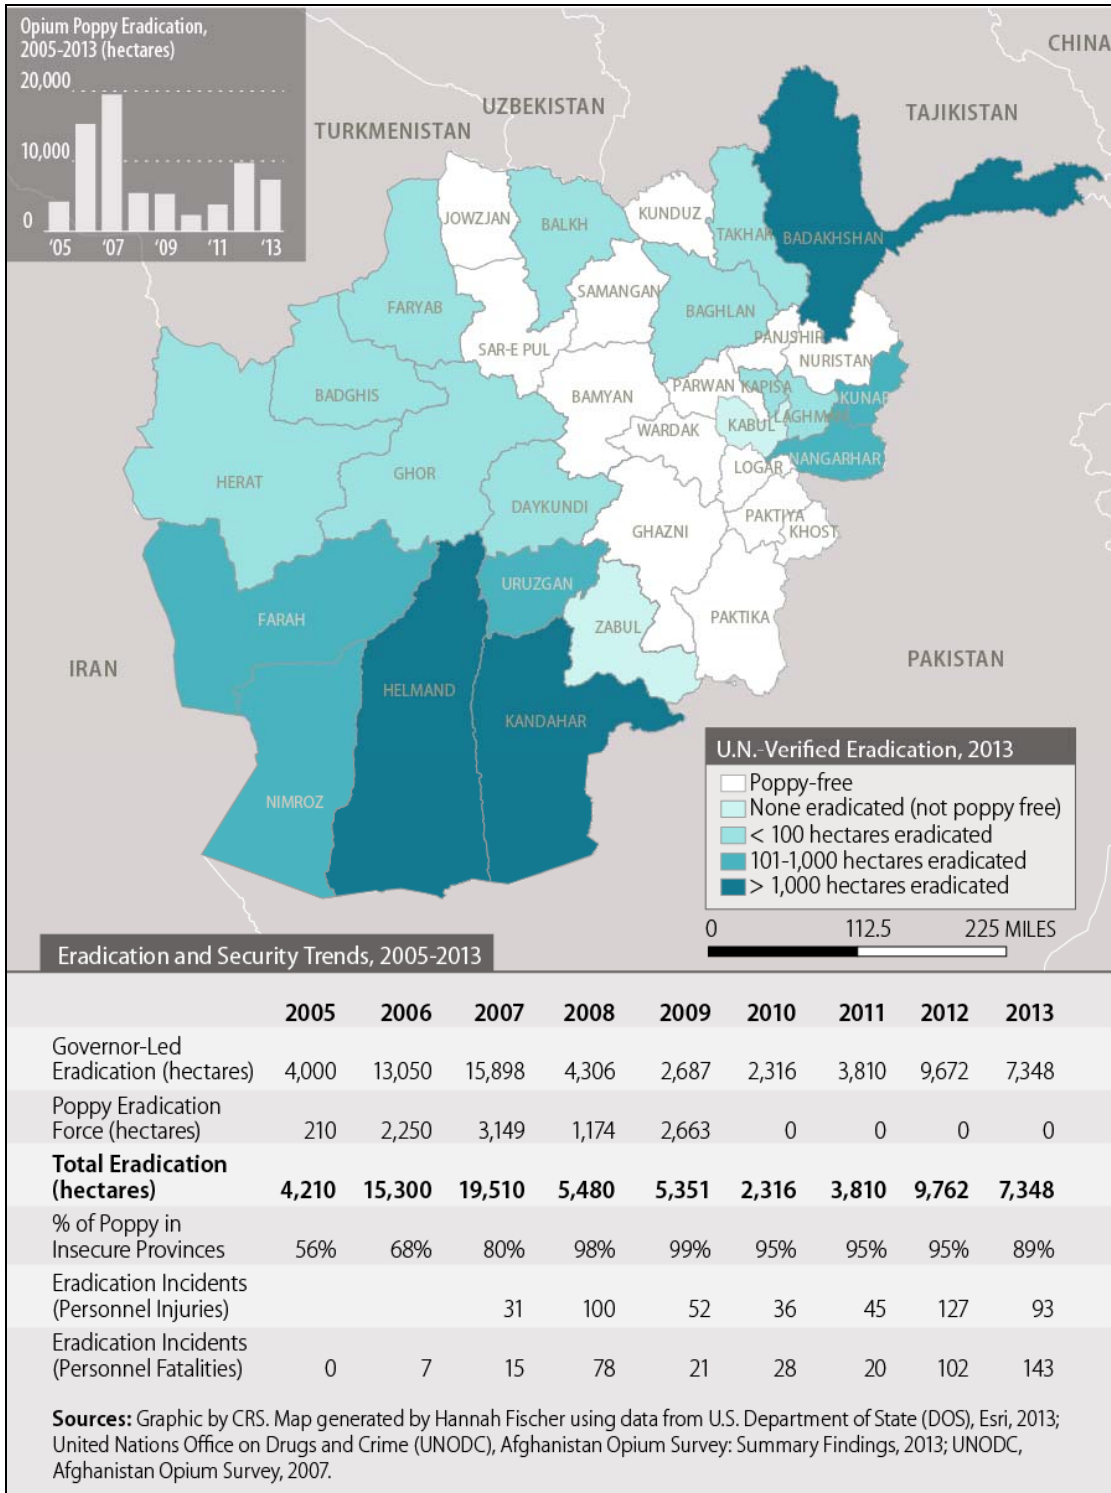 Opium Poppy Eradication,
2005-2013 (hectares)
20,000
10,000
0
'05 '07 '09 '11 '13
CHINA
UZBEKISTAN
TAJIKISTAN
TURKMENISTAN
JOWZJAN
BALKH
KUNDUZ
TAKHAR
BADAKHSHAN
FARYAB
SAMANGAN
BAGHLAN
SAR-E PUL
PANJSHIR
NURISTAN
BADGHIS
BAMYAN
PARWAN
KAPISA
KUNAR
LAGHMAN
WARDAK
KABUL
NANGARHAR
HERAT
GHOR
LOGAR
DAYKUNDI
PAKTIYA
GHAZNI
KHOST
URUZGAN
FARAH
ZABUL
PAKTIKA
IRAN
PAKISTAN
HELMAND
KANDAHAR
NIMROZ
U.N.-Verified Eradication, 2013
Poppy-free
None eradicated (not poppy free)
< 100 hectares eradicated
101-1,000 hectares eradicated
> 1,000 hectares eradicated
0 112.5 225 MILES
Eradication and Security Trends, 2005-2013
2005 2006 2007 2008 2009 2010 2011 2012 2013
Governor-Led
Eradication (hectares) 4,000 13,050 15,898 4,306 2,687 2,316 3,810 9,672 7,348
Poppy Eradication
Force (hectares) 210 2,250 3,149 1,174 2,663 0 0 0 0
Total Eradication
(hectares) 4,210 15,300 19,510 5,480 5,351 2,316 3,810 9,762 7,348
% of Poppy in
Insecure Provinces 56% 68% 80% 98% 99% 95% 95% 95% 89%
Eradication Incidents
(Personnel Injuries) 31 100 52 36 45 127 93
Eradication Incidents
(Personnel Fatalities) 0 7 15 78 21 28 20 102 143
Sources: Graphic by CRS. Map generated by Hannah Fischer using data from U.S. Department of State (DOS), Esri, 2013;
United Nations Office on Drugs and Crime (UNODC), Afghanistan Opium Survey: Summary Findings, 2013; UNODC,
Afghanistan Opium Survey, 2007.